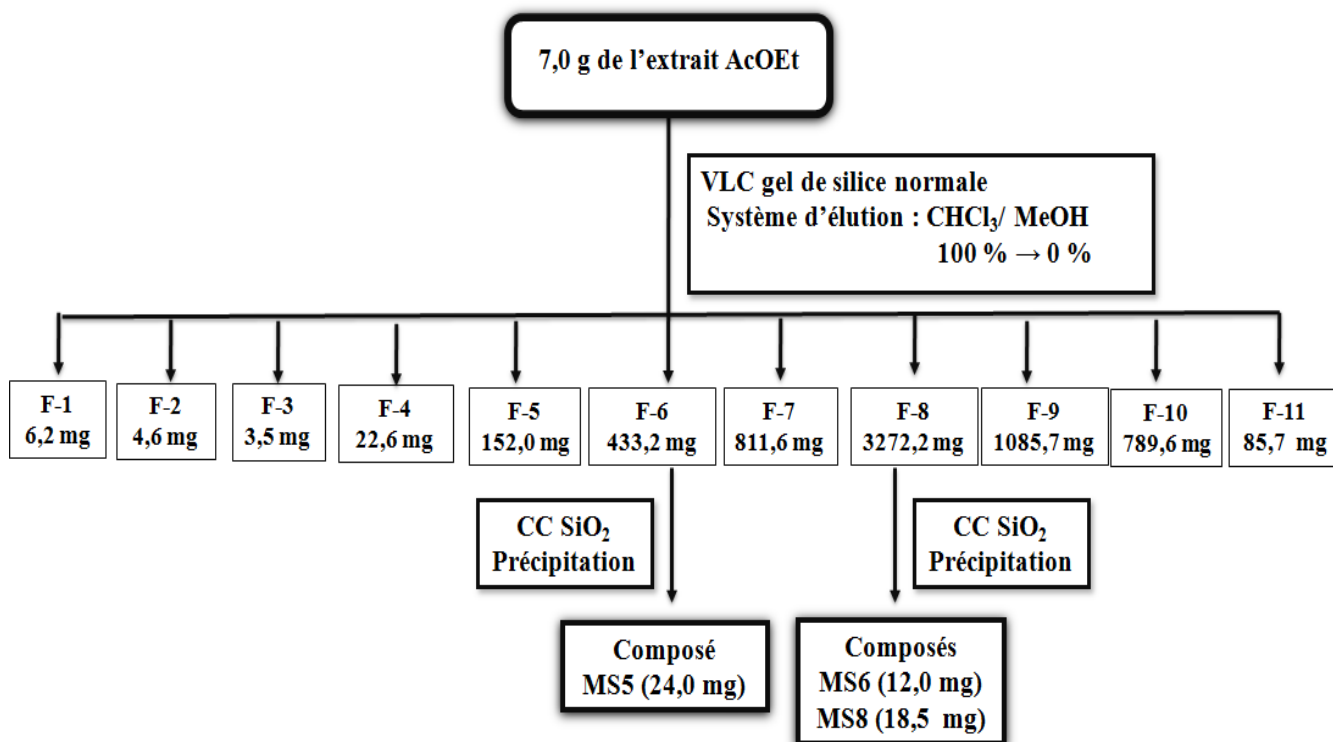 7,0 g de l'extrait AcOEt
VLC gel de silice normale
Système d'élution : CHCl₃/ MeOH
100 % → 0 %
F-1
6,2 mg
F-2
4,6 mg
F-3
3,5 mg
F-4
22,6 mg
F-5
152,0 mg
F-6
433,2 mg
F-7
811,6 mg
F-8
3272,2 mg
F-9
1085,7 mg
F-10
789,6 mg
F-11
85,7 mg
CC SiO₂
Précipitation
CC SiO₂
Précipitation
Composé
MS5 (24,0 mg)
Composés
MS6 (12,0 mg)
MS8 (18,5 mg)